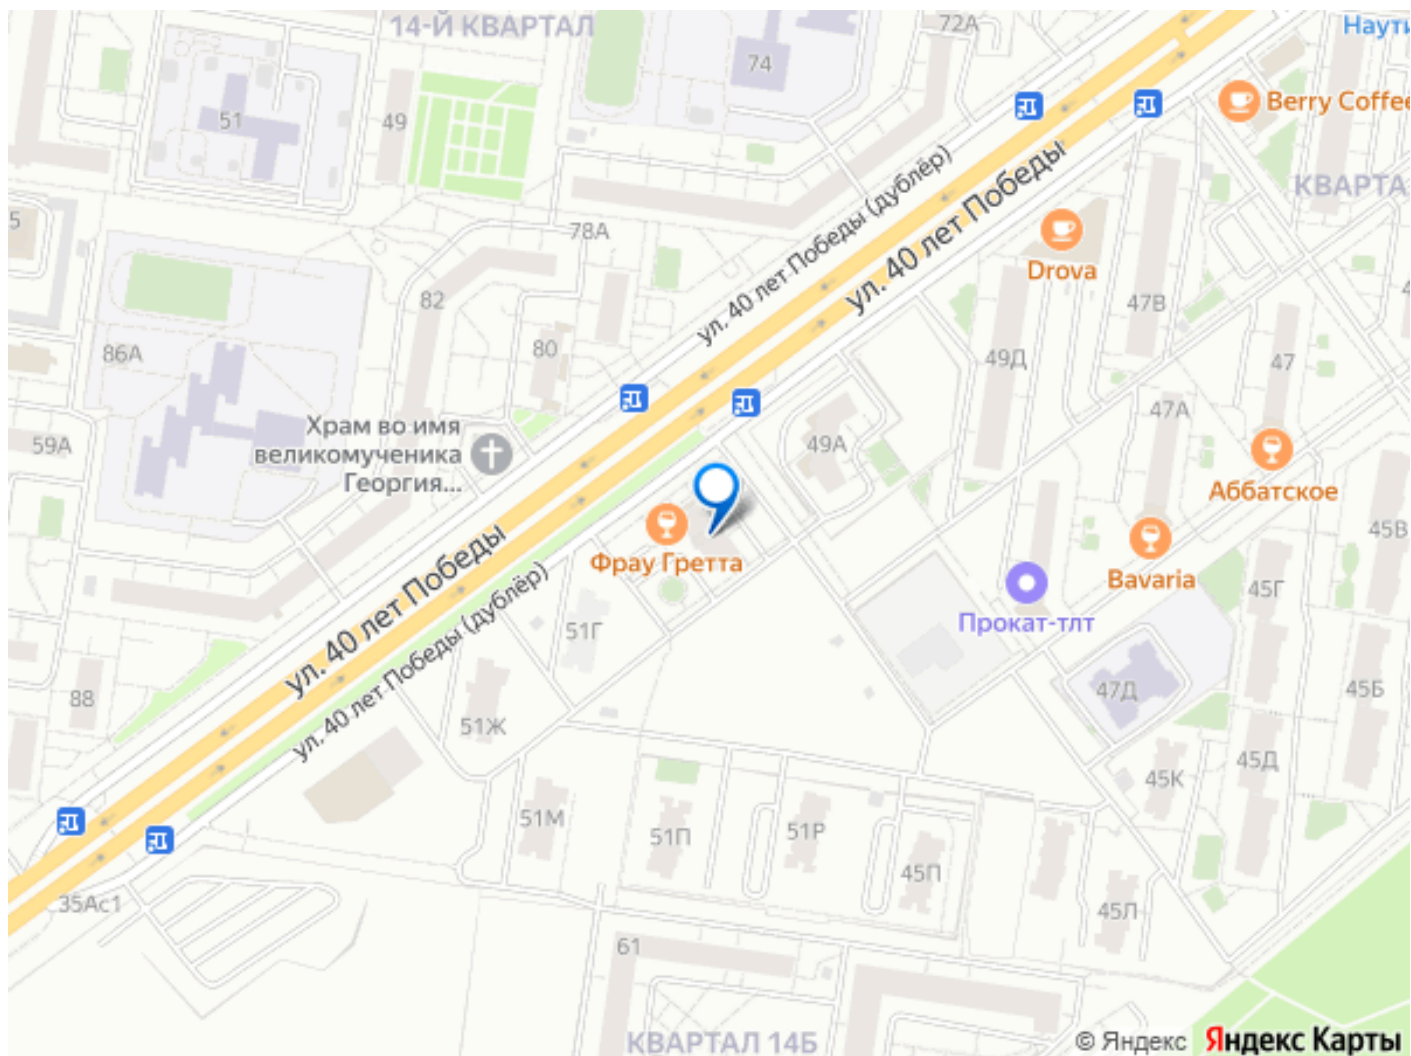 14-Й КВАРТАЛ
72А
Наути
74
51
49
Berry Coffee
КВАРТА
ул. 40 лет Победы (дублёр)
ул. 40 лет Победы
5
78А
Drova
82
47В
86А
80
49Д
47
47А
Храм во имя
великомученика
Георгия...
59А
49А
Аббатское
45В
Фрау Гретта
Bavaria
ул. 40 лет Победы
ул. 40 лет Победы (дублёр)
45Г
51Г
Прокат-тлт
88
47Д
45Б
51Ж
45Д
45К
51М
51П
51Р
45П
35Ас1
45Л
61
КВАРТАЛ 14Б
© Яндекс Яндекс Карты